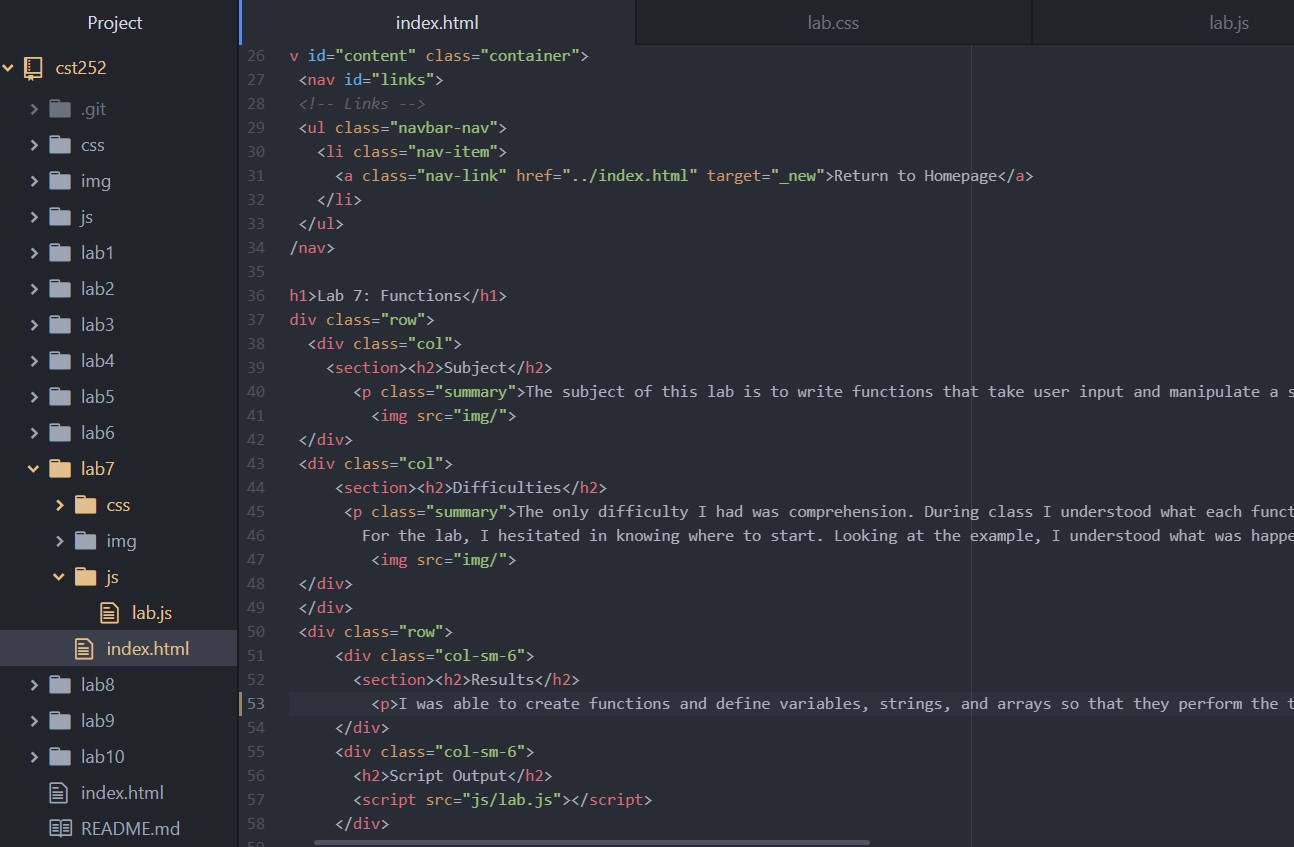 Project
cst252
.git
css
img
js
lab1
lab2
lab3
lab4
lab5
lab6
lab7
css
img
js
lab.js
index.html
lab8
lab9
lab10
index.html
README.md
index.html lab.css lab.js
26 v id="content" class="container">
27 <nav id="links">
28 <!-- Links -->
29 <ul class="navbar-nav">
30 <li class="nav-item">
31 <a class="nav-link" href="../index.html" target="_new">Return to Homepage</a>
32 </li>
33 </ul>
34 /nav>
35
36 h1>Lab 7: Functions</h1>
37 div class="row">
38 <div class="col">
39 <section><h2>Subject</h2>
40 <p class="summary">The subject of this lab is to write functions that take user input and manipulate a s
41 <img src="img/">
42 </div>
43 <div class="col">
44 <section><h2>Difficulties</h2>
45 <p class="summary">The only difficulty I had was comprehension. During class I understood what each funct
46 For the lab, I hesitated in knowing where to start. Looking at the example, I understood what was happe
47 <img src="img/">
48 </div>
49 </div>
50 <div class="row">
51 <div class="col-sm-6">
52 <section><h2>Results</h2>
53 <p>I was able to create functions and define variables, strings, and arrays so that they perform the t
54 </div>
55 <div class="col-sm-6">
56 <h2>Script Output</h2>
57 <script src="js/lab.js"></script>
58 </div>